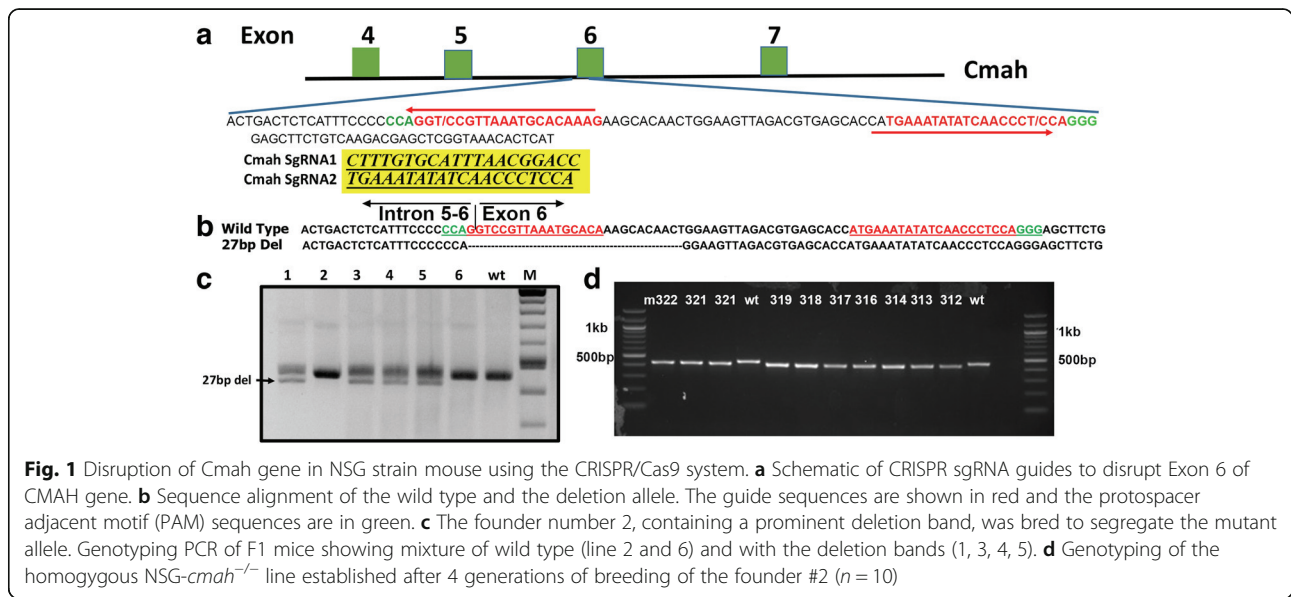 a Exon 4 5 6 7
Cmah
ACTGACTCTCATTTCCCCCCCAGGT/CCGTTAAATGCACAAAGAAGCACAACTGGAAGTTAGACGTGAGCACCATGAAATATATCAACCCT/CCAGGG
GAGCTTCTGTCAAGACGAGCTCGGTAAACACTCAT
Cmah SgRNA1 CTTTGTGCATTTAACGGACC
Cmah SgRNA2 TGAAATATATCAACCCTCCA
Intron 5-6 Exon 6
b Wild Type ACTGACTCTCATTTCCCCCCCAGGTCCGTTAAATGCACAAAGCACAACTGGAAGTTAGACGTGAGCACCATGAAATATATCAACCCTCCAGGGAGCTTCTG
27bp Del ACTGACTCTCATTTCCCCCCCA----------------------------------------GGAAGTTAGACGTGAGCACCATGAAATATATCAACCCTCCAGGGAGCTTCTG
c 1 2 3 4 5 6 wt M
27bp del
d m322 321 321 wt 319 318 317 316 314 313 312 wt
1kb 1kb
500bp 500bp
Fig. 1 Disruption of Cmah gene in NSG strain mouse using the CRISPR/Cas9 system. a Schematic of CRISPR sgRNA guides to disrupt Exon 6 of
CMAH gene. b Sequence alignment of the wild type and the deletion allele. The guide sequences are shown in red and the protospacer
adjacent motif (PAM) sequences are in green. c The founder number 2, containing a prominent deletion band, was bred to segregate the mutant
allele. Genotyping PCR of F1 mice showing mixture of wild type (line 2 and 6) and with the deletion bands (1, 3, 4, 5). d Genotyping of the
homogygous NSG-cmah−/− line established after 4 generations of breeding of the founder #2 (n = 10)